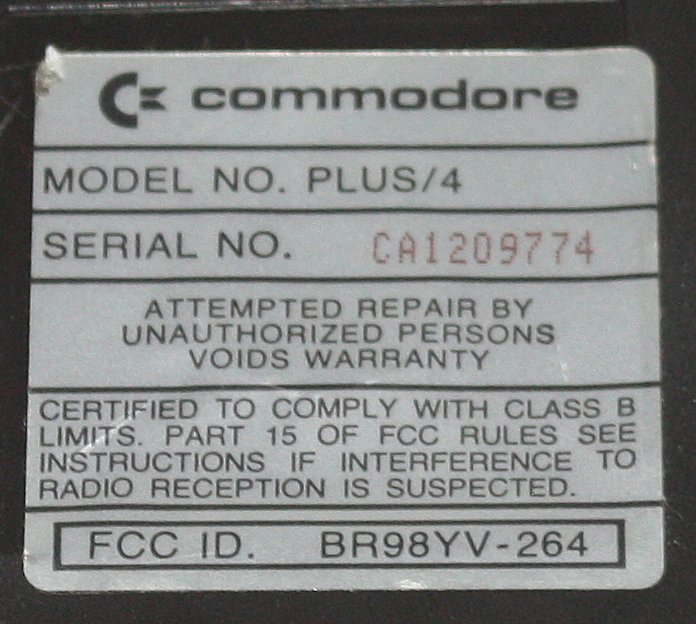 commodore
MODEL NO. PLUS/4
SERIAL NO. CA1209774
ATTEMPTED REPAIR BY
UNAUTHORIZED PERSONS
VOIDS WARRANTY
CERTIFIED TO COMPLY WITH CLASS B
LIMITS. PART 15 OF FCC RULES SEE
INSTRUCTIONS IF INTERFERENCE TO
RADIO RECEPTION IS SUSPECTED.
FCC ID. BR98YV-264